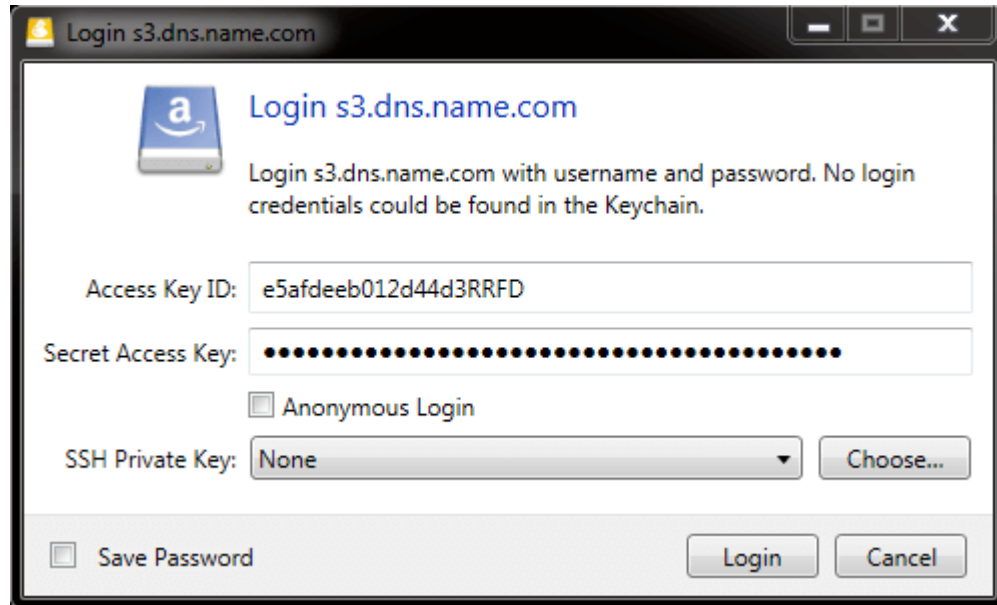 Login s3.dns.name.com
a
Login s3.dns.name.com
Login s3.dns.name.com with username and password. No login
credentials could be found in the Keychain.
Access Key ID: e5afdeeb012d44d3RRFD
Secret Access Key: ••••••••••••••••••••••••••••••••••••••••
Anonymous Login
SSH Private Key: None Choose...
Save Password Login Cancel